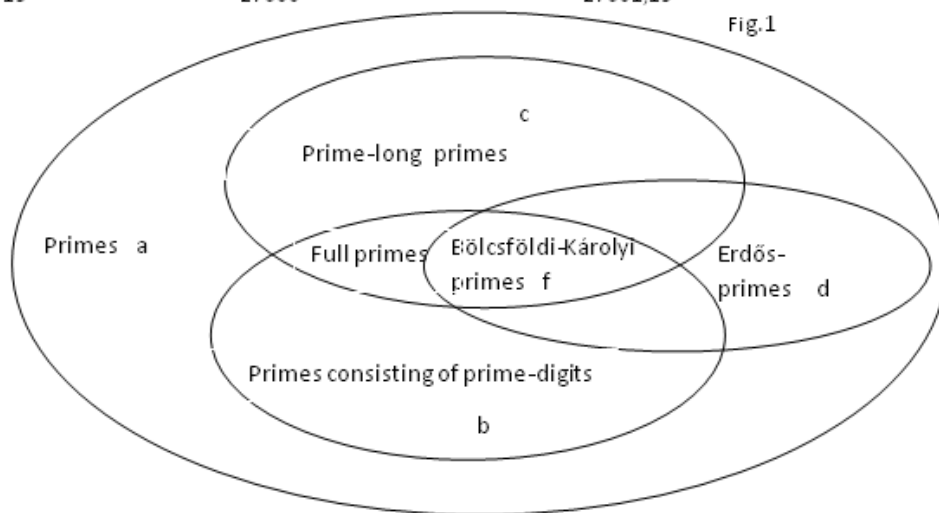 Fig.1
c
Prime-long primes
Primes a
Full primes
Bölcsföldi-Károlyi
primes f
Erdős-
primes d
Primes consisting of prime-digits
b